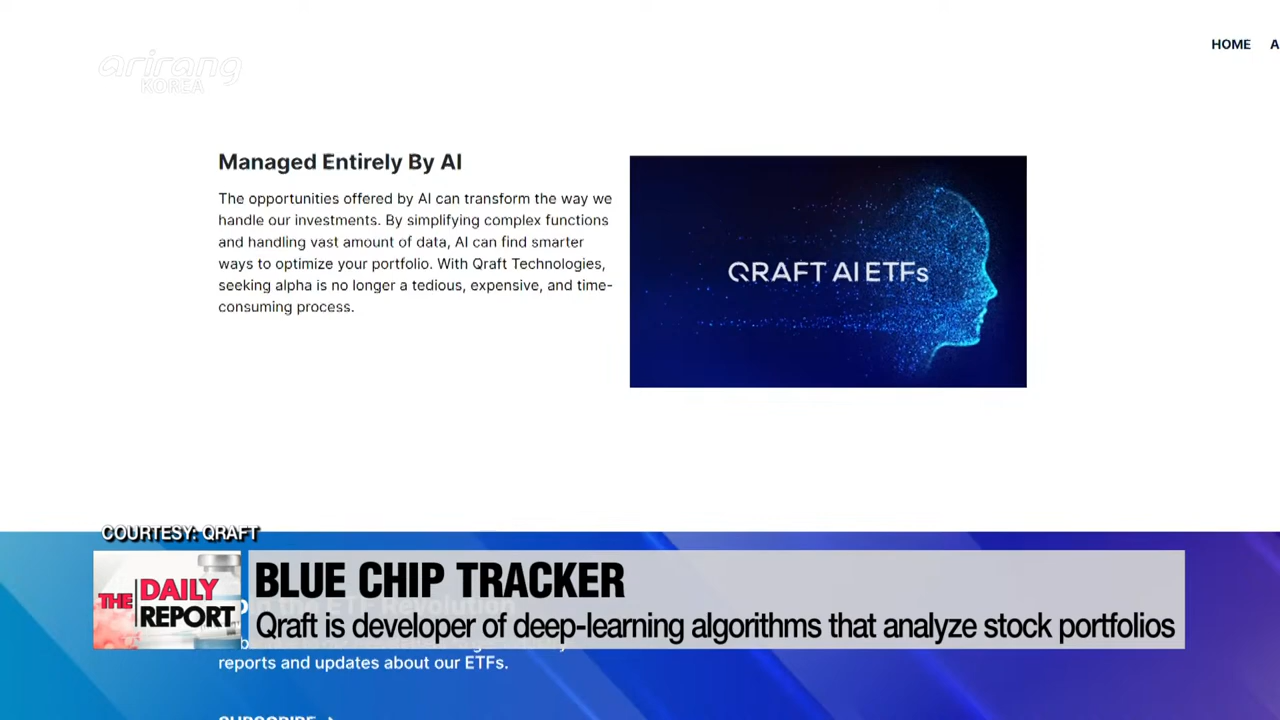 arirang
KOREA
HOME
A
Managed Entirely By AI
The opportunities offered by AI can transform the way we
handle our investments. By simplifying complex functions
and handling vast amount of data, AI can find smarter
ways to optimize your portfolio. With Qraft Technologies,
seeking alpha is no longer a tedious, expensive, and time-
consuming process.
QRAFT AI ETFs
COURTESY: QRAFT
THE DAILY
REPORT
BLUE CHIP TRACKER
the ETF Revolution
Qraft is developer of deep-learning algorithms that analyze stock portfolios
reports and updates about our ETFs.
SUBSCRIBE